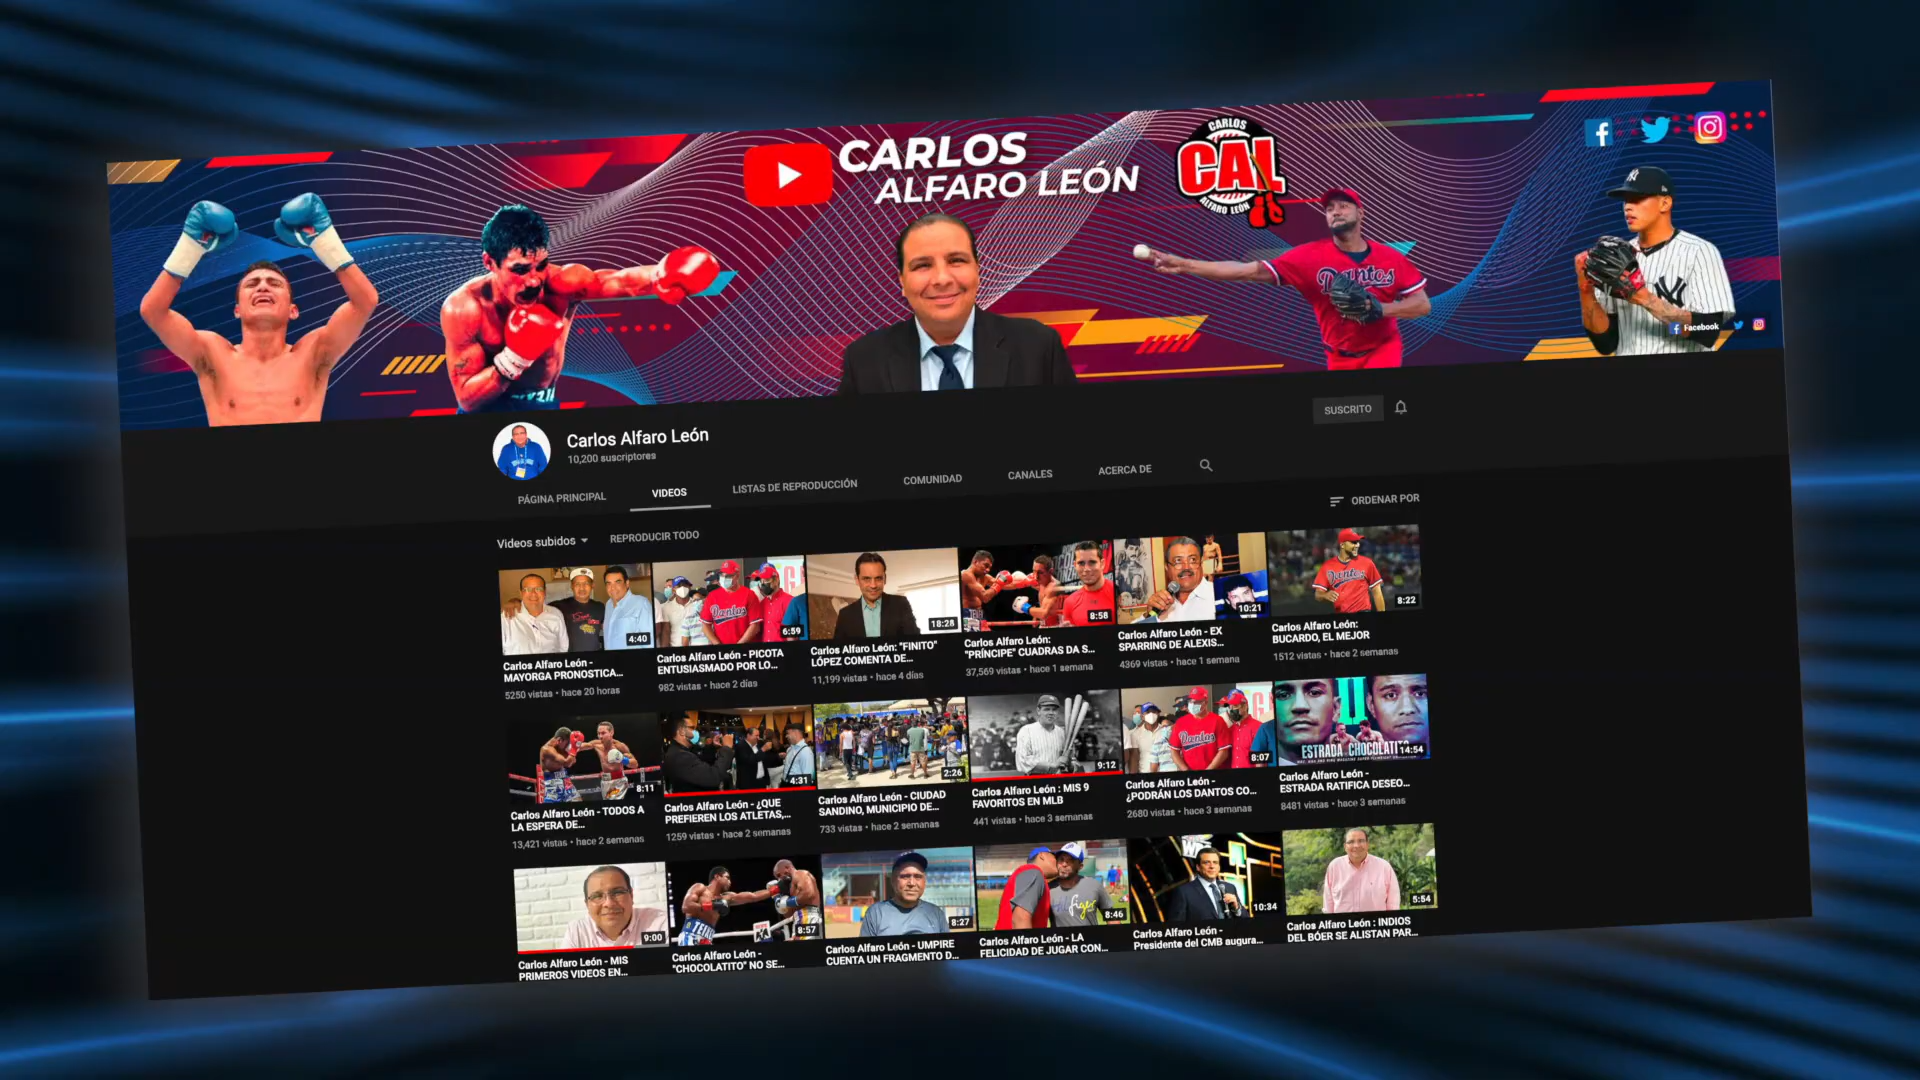 CARLOS
ALFARO LEÓN
CARLOS
CAL
ALFARO LEÓN
Dantos
Facebook
Carlos Alfaro León
10,200 suscriptores
SUSCRITO
PÁGINA PRINCIPAL
VIDEOS
LISTAS DE REPRODUCCIÓN
COMUNIDAD
CANALES
ACERCA DE
Videos subidos
REPRODUCIR TODO
ORDENAR POR
4:40
6:59
18:28
8:58
10:21
8:22
Carlos Alfaro León -
MAYORGA PRONOSTICA...
5250 vistas • hace 20 horas
Carlos Alfaro León - PICOTA
ENTUSIASMADO POR LO...
982 vistas • hace 2 días
Carlos Alfaro León: "FINITO"
LÓPEZ COMENTA DE...
11,199 vistas • hace 4 días
Carlos Alfaro León:
"PRÍNCIPE" CUADRAS DA S...
37,569 vistas • hace 1 semana
Carlos Alfaro León - EX
SPARRING DE ALEXIS...
4369 vistas • hace 1 semana
Carlos Alfaro León:
BUCARDO, EL MEJOR
1512 vistas • hace 2 semanas
8:11
4:31
2:26
9:12
8:07
ESTRADA CHOCOLATI
14:54
Carlos Alfaro León - TODOS A
LA ESPERA DE...
13,421 vistas • hace 2 semanas
Carlos Alfaro León - ¿QUE
PREFIEREN LOS ATLETAS,...
1259 vistas • hace 2 semanas
Carlos Alfaro León - CIUDAD
SANDINO, MUNICIPIO DE...
733 vistas • hace 2 semanas
Carlos Alfaro León : MIS 9
FAVORITOS EN MLB
441 vistas • hace 3 semanas
Carlos Alfaro León -
¿PODRÁN LOS DANTOS CO...
2680 vistas • hace 3 semanas
Carlos Alfaro León -
ESTRADA RATIFICA DESEO...
8481 vistas • hace 3 semanas
9:00
8:57
8:27
8:46
10:34
5:54
Carlos Alfaro León - MIS
PRIMEROS VIDEOS EN...
Carlos Alfaro León -
"CHOCOLATITO" NO SE...
Carlos Alfaro León - UMPIRE
CUENTA UN FRAGMENTO D...
Carlos Alfaro León - LA
FELICIDAD DE JUGAR CON...
Carlos Alfaro León -
Presidente del CMB augura...
Carlos Alfaro León : INDIOS
DEL BÓER SE ALISTAN PAR...